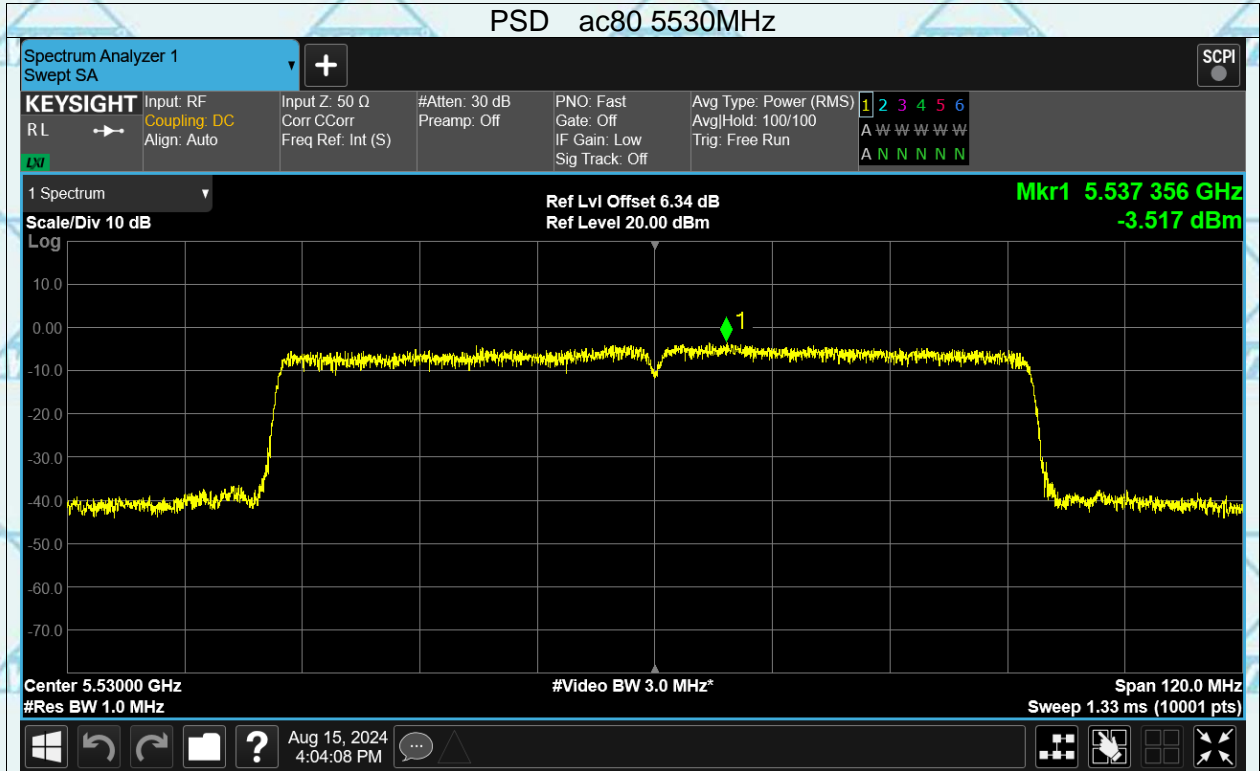 PSD ac80 5530MHz
Spectrum Analyzer 1
Swept SA
SCPI
KEYSIGHT
R L
LXI
Input: RF
Coupling: DC
Align: Auto
Input Z: 50 Ω
Corr CCorr
Freq Ref: Int (S)
#Atten: 30 dB
Preamp: Off
PNO: Fast
Gate: Off
IF Gain: Low
Sig Track: Off
Avg Type: Power (RMS)
Avg|Hold: 100/100
Trig: Free Run
1 2 3 4 5 6
A W W W W W
A N N N N N
1 Spectrum
Scale/Div 10 dB
Log
Ref Lvl Offset 6.34 dB
Ref Level 20.00 dBm
Mkr1 5.537 356 GHz
-3.517 dBm
10.0
0.00
-10.0
-20.0
-30.0
-40.0
-50.0
-60.0
-70.0
1
Center 5.53000 GHz
#Res BW 1.0 MHz
#Video BW 3.0 MHz*
Span 120.0 MHz
Sweep 1.33 ms (10001 pts)
?
Aug 15, 2024
4:04:08 PM